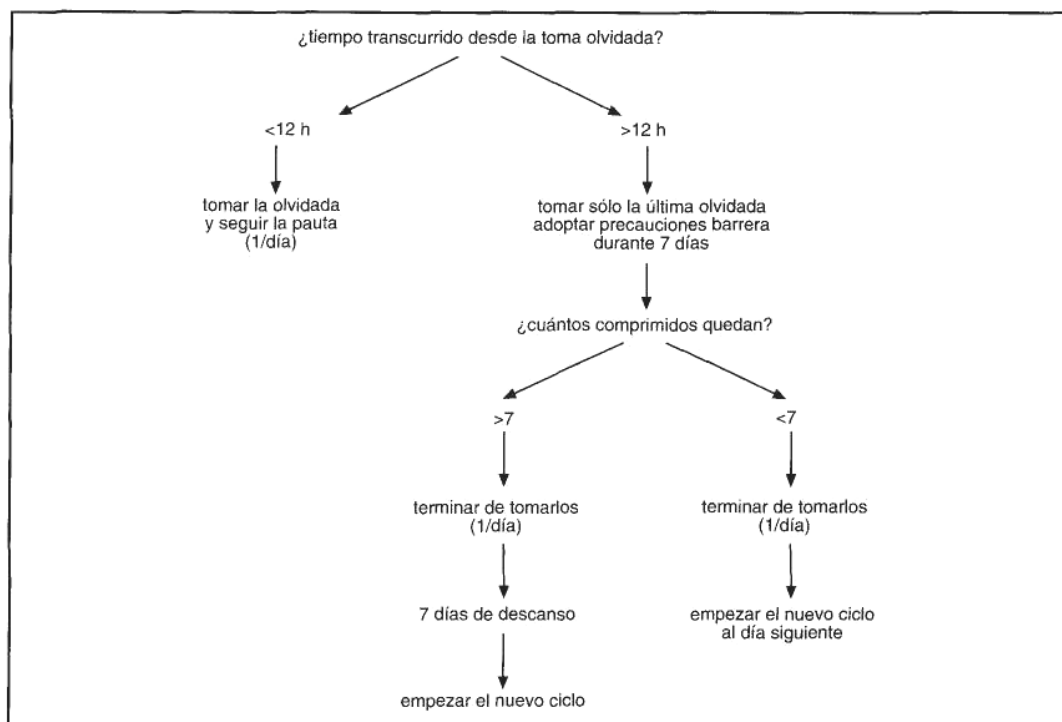 ¿tiempo transcurrido desde la toma olvidada?
<12 h
>12 h
tomar la olvidada
y seguir la pauta
(1/día)
tomar sólo la última olvidada
adoptar precauciones barrera
durante 7 días
¿cuántos comprimidos quedan?
>7
<7
terminar de tomarlos
(1/día)
terminar de tomarlos
(1/día)
7 días de descanso
empezar el nuevo ciclo
al día siguiente
empezar el nuevo ciclo